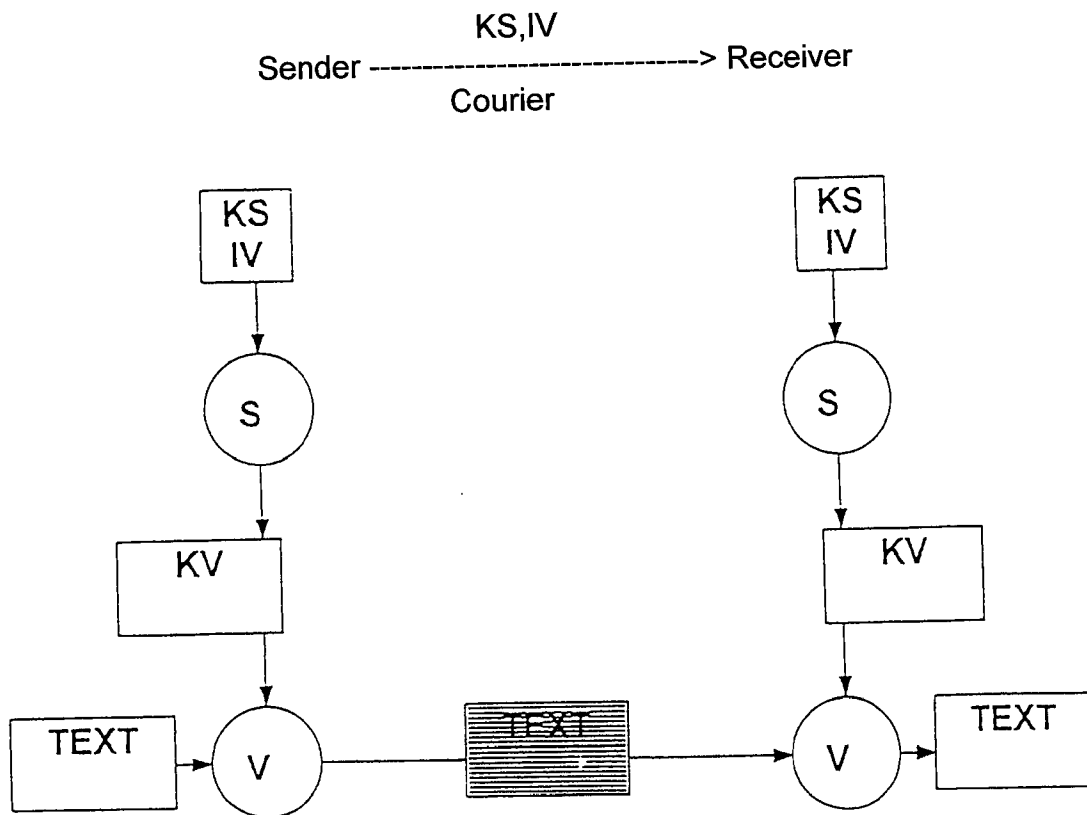 KS,IV
Sender -------------------------------> Receiver
Courier
KS
IV
KS
IV
S
S
KV
KV
TEXT
V
TEXT
V
TEXT